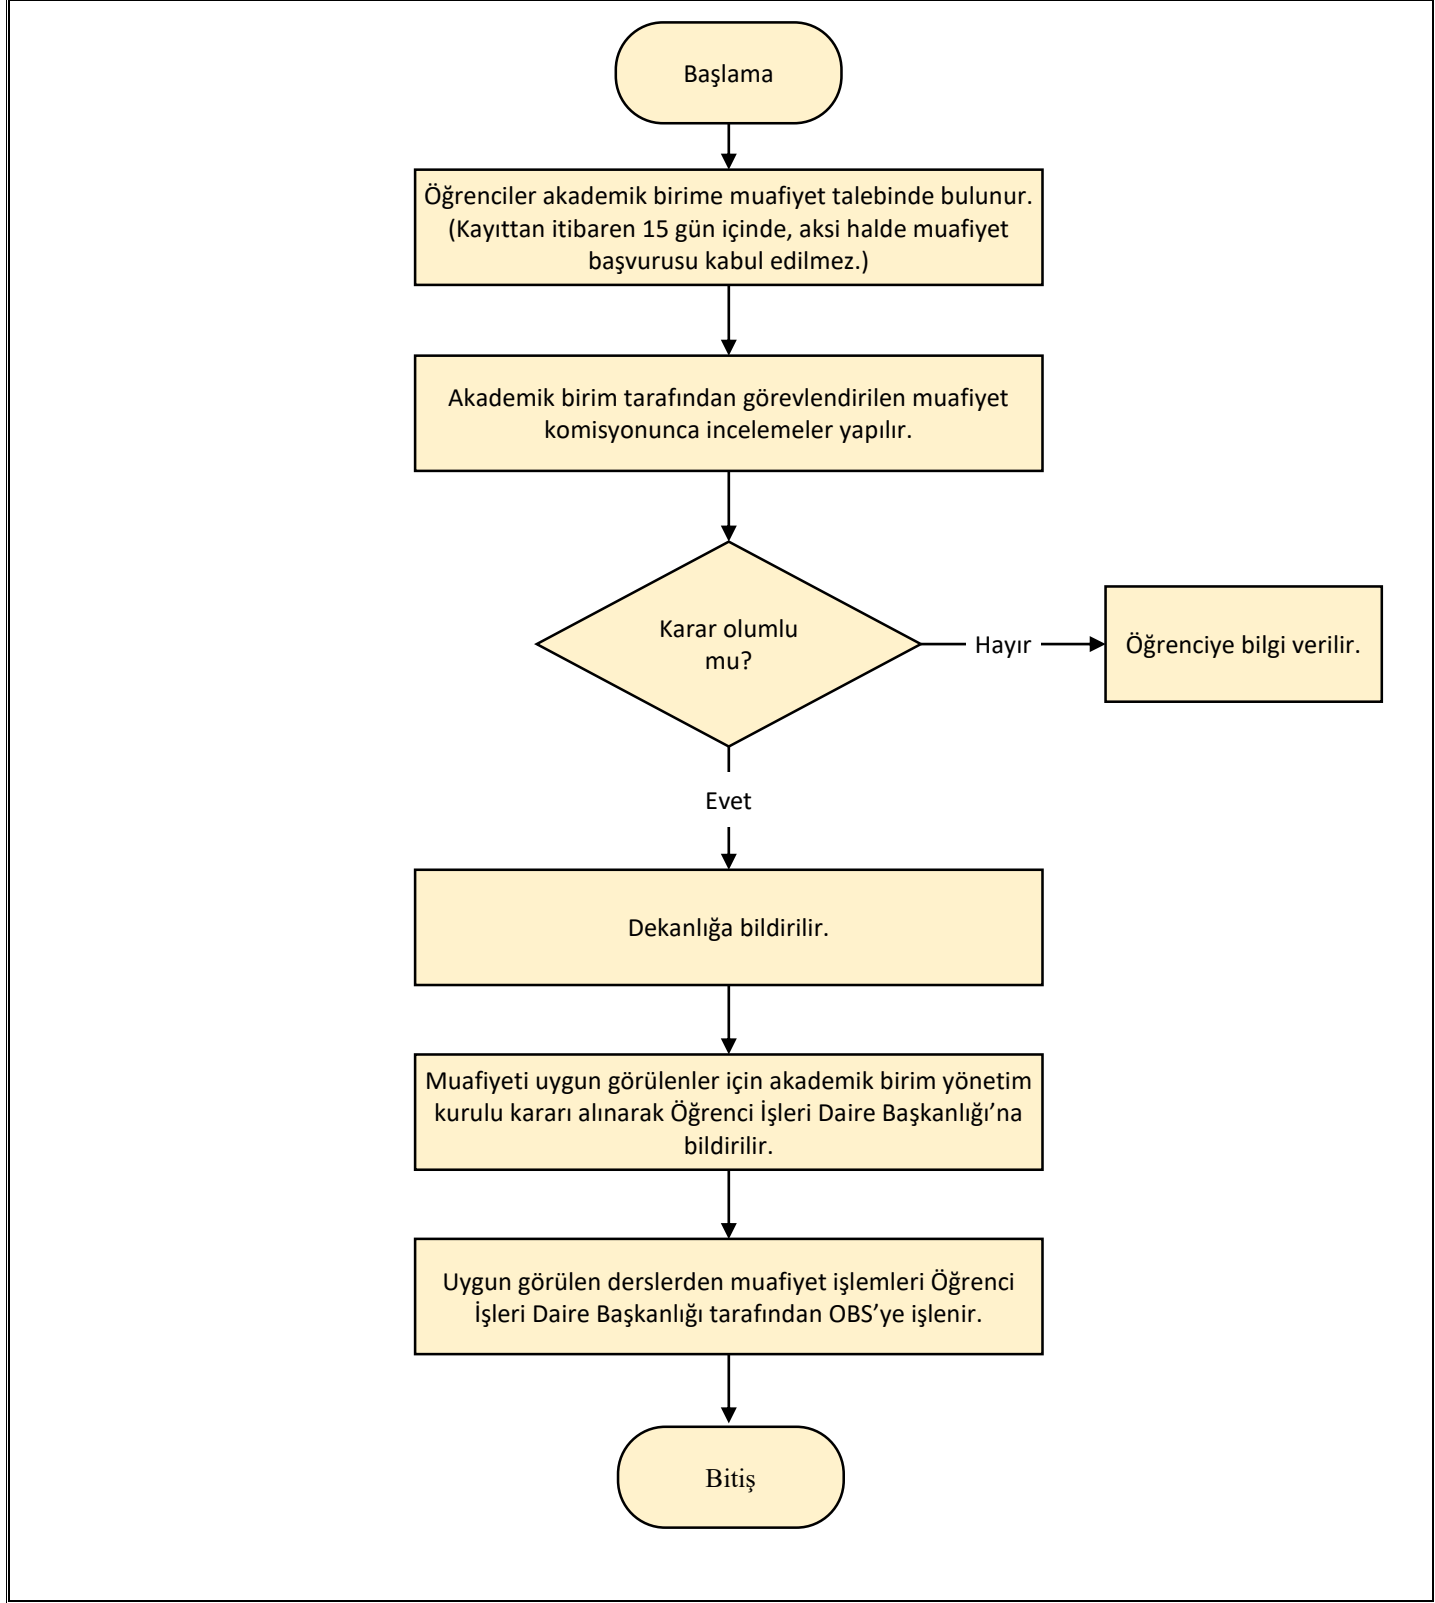 Başlama
Öğrenciler akademik birime muafiyet talebinde bulunur.
(Kayıttan itibaren 15 gün içinde, aksi halde muafiyet
başvurusu kabul edilmez.)
Akademik birim tarafından görevlendirilen muafiyet
komisyonunca incelemeler yapılır.
Karar olumlu
mu?
Hayır
Öğrenciye bilgi verilir.
Evet
Dekanlığa bildirilir.
Muafiyeti uygun görülenler için akademik birim yönetim
kurulu kararı alınarak Öğrenci İşleri Daire Başkanlığı’na
bildirilir.
Uygun görülen derslerden muafiyet işlemleri Öğrenci
İşleri Daire Başkanlığı tarafından OBS’ye işlenir.
Bitiş